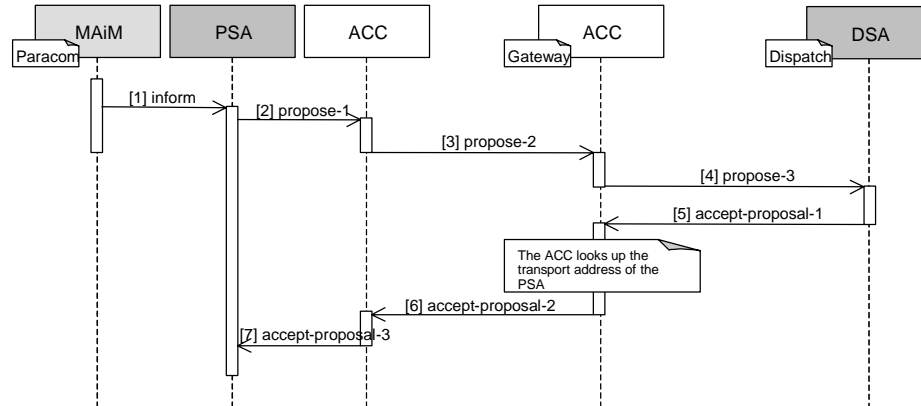 MAiM
PSA
ACC
ACC
DSA
Paracom
Gateway
Dispatch
[1] inform
[2] propose-1
[3] propose-2
[4] propose-3
[5] accept-proposal-1
The ACC looks up the
transport address of the
PSA
[6] accept-proposal-2
[7] accept-proposal-3